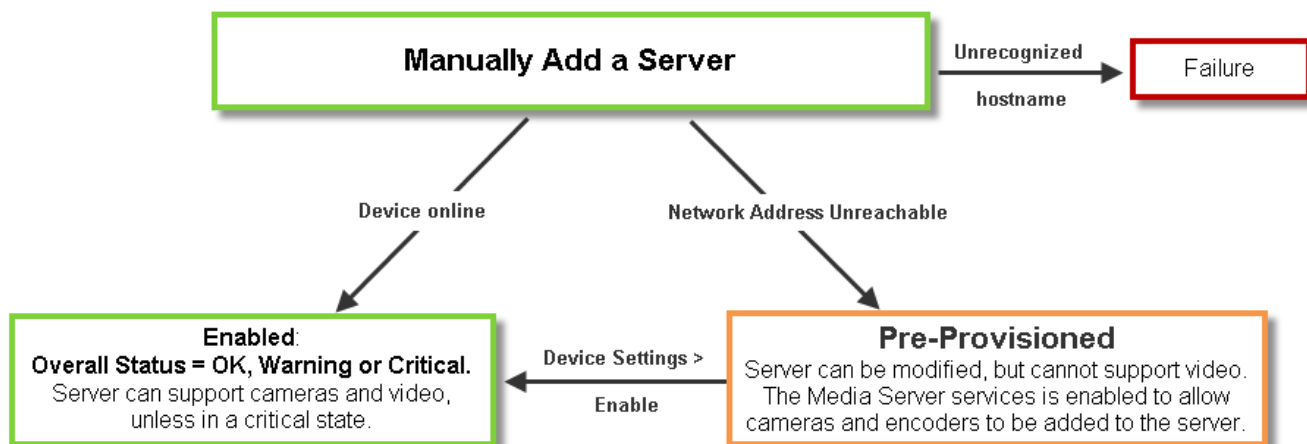 Manually Add a Server
Unrecognized
hostname
Failure
Device online
Network Address Unreachable
Enabled:
Overall Status = OK, Warning or Critical.
Server can support cameras and video,
unless in a critical state.
Device Settings >
Enable
Pre-Provisioned
Server can be modified, but cannot support video.
The Media Server services is enabled to allow
cameras and encoders to be added to the server.